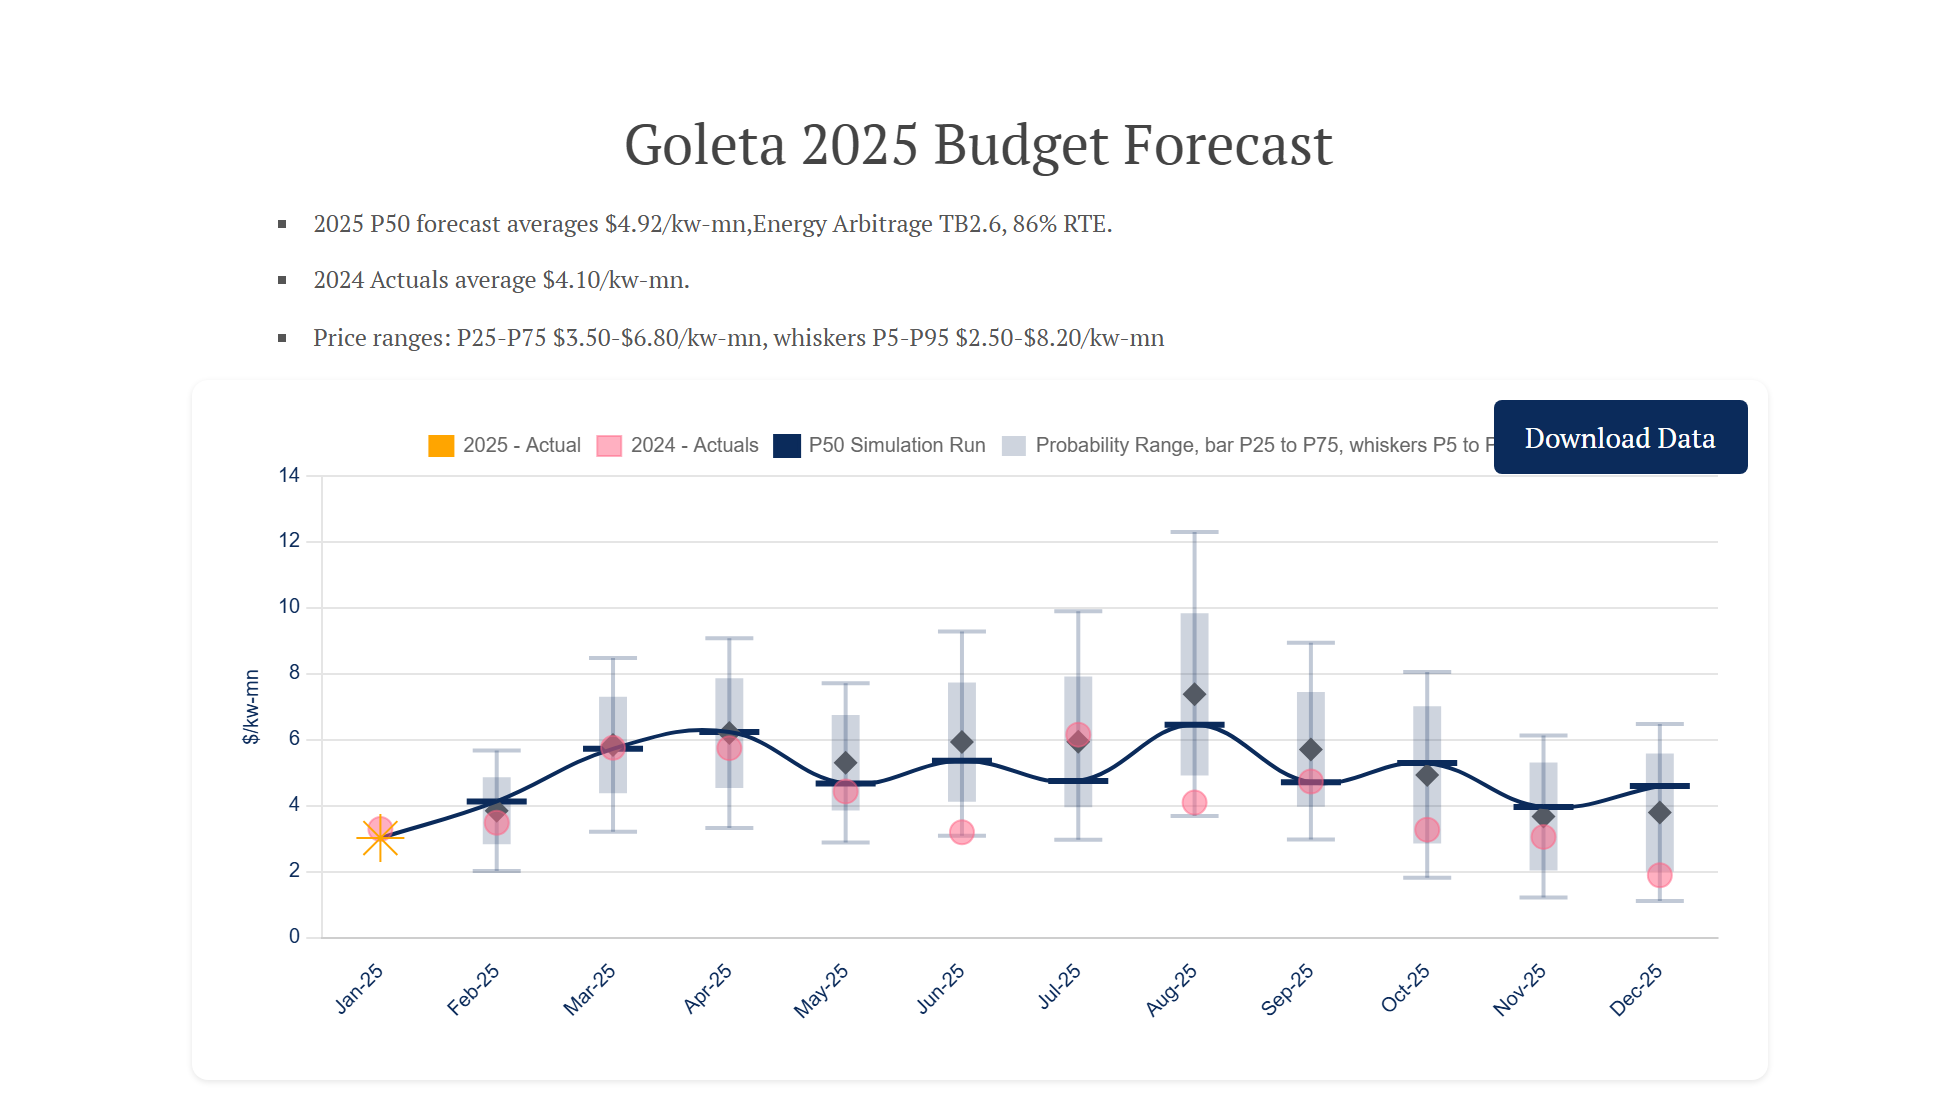 Goleta 2025 Budget Forecast
2025 P50 forecast averages $4.92/kw-mn,Energy Arbitrage TB2.6, 86% RTE.
2024 Actuals average $4.10/kw-mn.
Price ranges: P25-P75 $3.50-$6.80/kw-mn, whiskers P5-P95 $2.50-$8.20/kw-mn
Download Data
2025 - Actual 2024 - Actuals P50 Simulation Run Probability Range, bar P25 to P75, whiskers P5 to
14
12
10
8
6
4
2
0
$/kw-mn
Jan-25 Feb-25 Mar-25 Apr-25 May-25 Jun-25 Jul-25 Aug-25 Sep-25 Oct-25 Nov-25 Dec-25